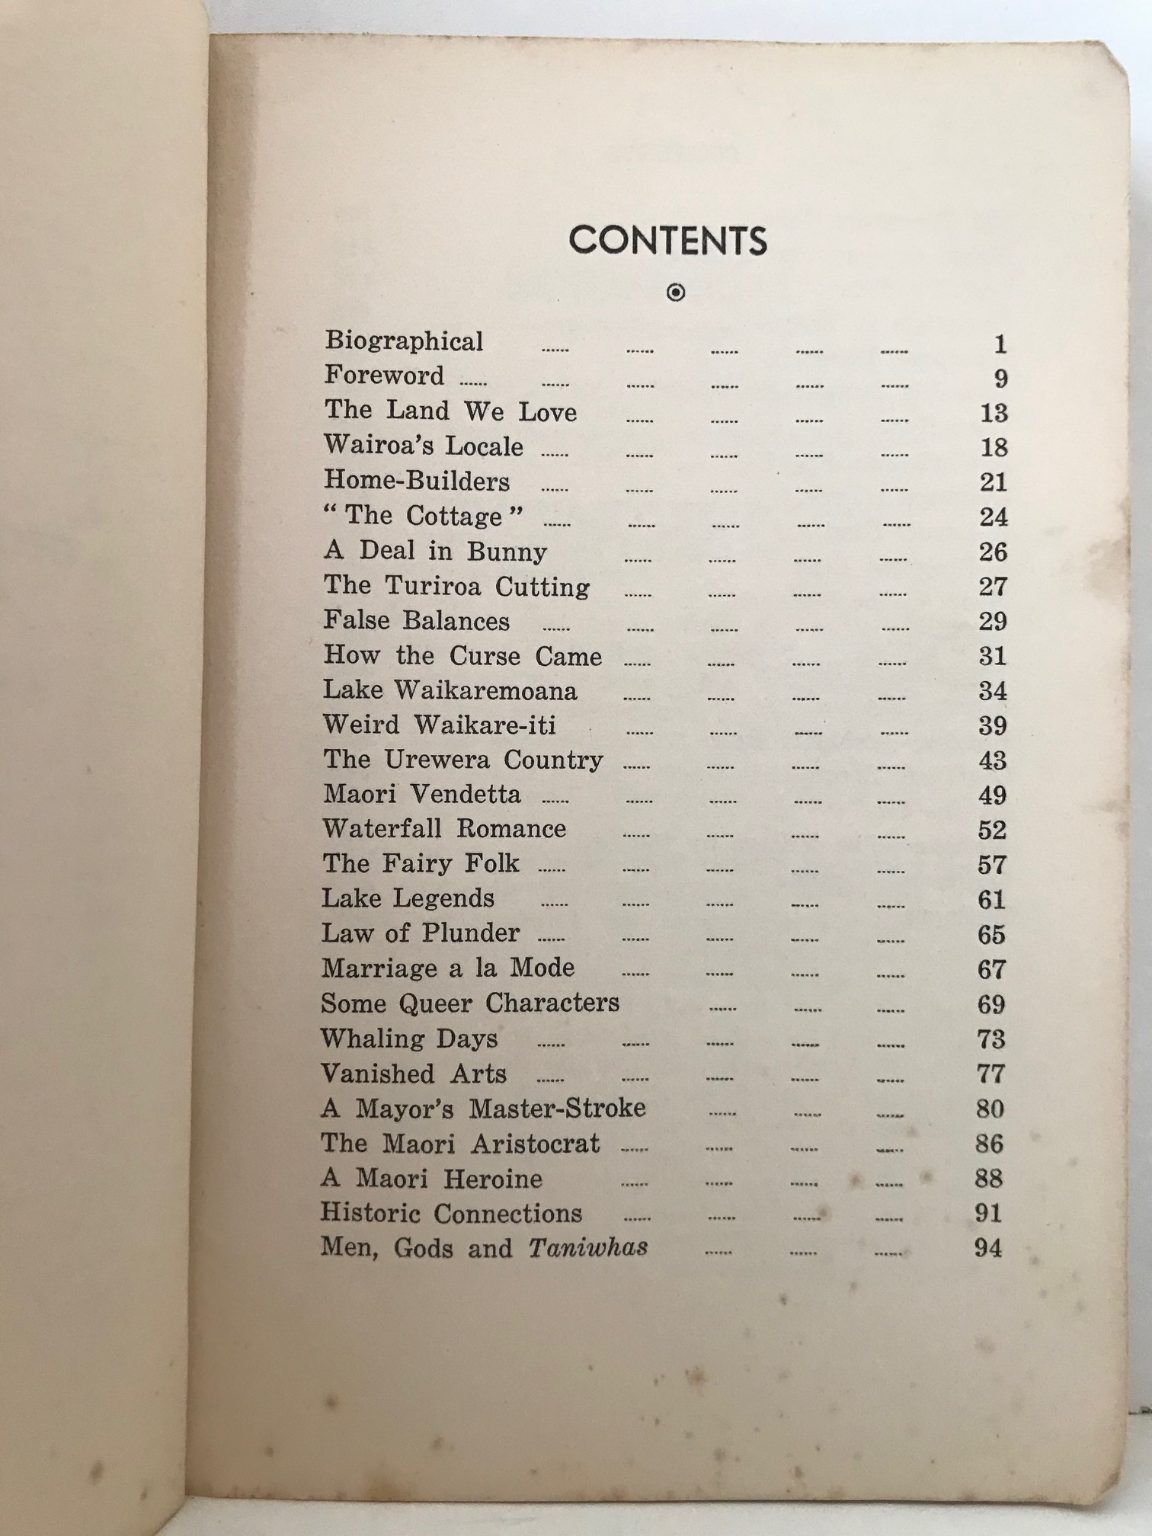 CONTENTS
Biographical ...... ...... ...... ...... ...... 1
Foreword ...... ...... ...... ...... ...... ...... 9
The Land We Love ...... ...... ...... ...... 13
Wairoa's Locale ...... ...... ...... ...... ...... 18
Home-Builders ...... ...... ...... ...... ...... 21
" The Cottage " ...... ...... ...... ...... ...... 24
A Deal in Bunny ...... ...... ...... ...... 26
The Turiroa Cutting ...... ...... ...... ...... 27
False Balances ...... ...... ...... ...... ...... 29
How the Curse Came ...... ...... ...... ...... 31
Lake Waikaremoana ...... ...... ...... ...... 34
Weird Waikare-iti ...... ...... ...... ...... 39
The Urewera Country ...... ...... ...... ...... 43
Maori Vendetta ...... ...... ...... ...... ...... 49
Waterfall Romance ...... ...... ...... ...... 52
The Fairy Folk ...... ...... ...... ...... ...... 57
Lake Legends ...... ...... ...... ...... ...... 61
Law of Plunder ...... ...... ...... ...... ...... 65
Marriage a la Mode ...... ...... ...... ...... 67
Some Queer Characters ...... ...... ...... 69
Whaling Days ...... ...... ...... ...... ...... 73
Vanished Arts ...... ...... ...... ...... ...... 77
A Mayor's Master-Stroke ...... ...... ...... 80
The Maori Aristocrat ...... ...... ...... ...... 86
A Maori Heroine ...... ...... ...... ...... 88
Historic Connections ...... ...... ...... ...... 91
Men, Gods and Taniwhas ...... ...... ...... 94